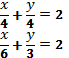 x/4 + y/4 = 2
x/6 + y/3 = 2